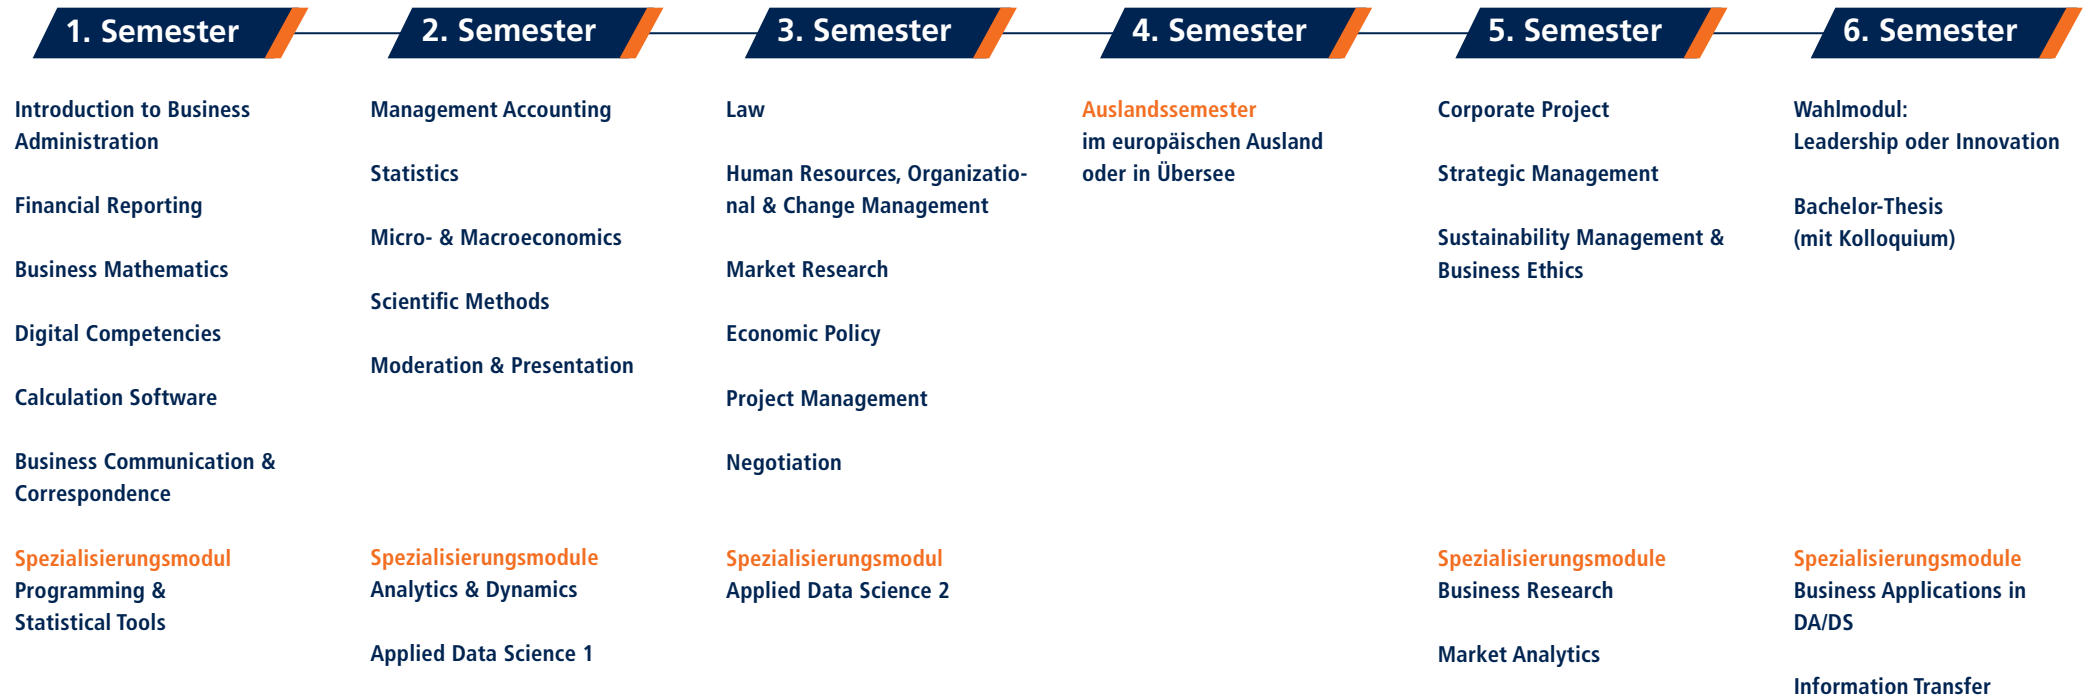 1. Semester
Introduction to Business
Administration
Financial Reporting
Business Mathematics
Digital Competencies
Calculation Software
Business Communication &
Correspondence
Spezialisierungsmodul
Programming &
Statistical Tools
2. Semester
Management Accounting
Statistics
Micro- & Macroeconomics
Scientific Methods
Moderation & Presentation
Spezialisierungsmodule
Analytics & Dynamics
Applied Data Science 1
3. Semester
Law
Human Resources, Organizatio-
nal & Change Management
Market Research
Economic Policy
Project Management
Negotiation
Spezialisierungsmodul
Applied Data Science 2
4. Semester
Auslandssemester
im europäischen Ausland
oder in Übersee
5. Semester
Corporate Project
Strategic Management
Sustainability Management &
Business Ethics
Spezialisierungsmodule
Business Research
Market Analytics
6. Semester
Wahlmodul:
Leadership oder Innovation
Bachelor-Thesis
(mit Kolloquium)
Spezialisierungsmodule
Business Applications in
DA/DS
Information Transfer